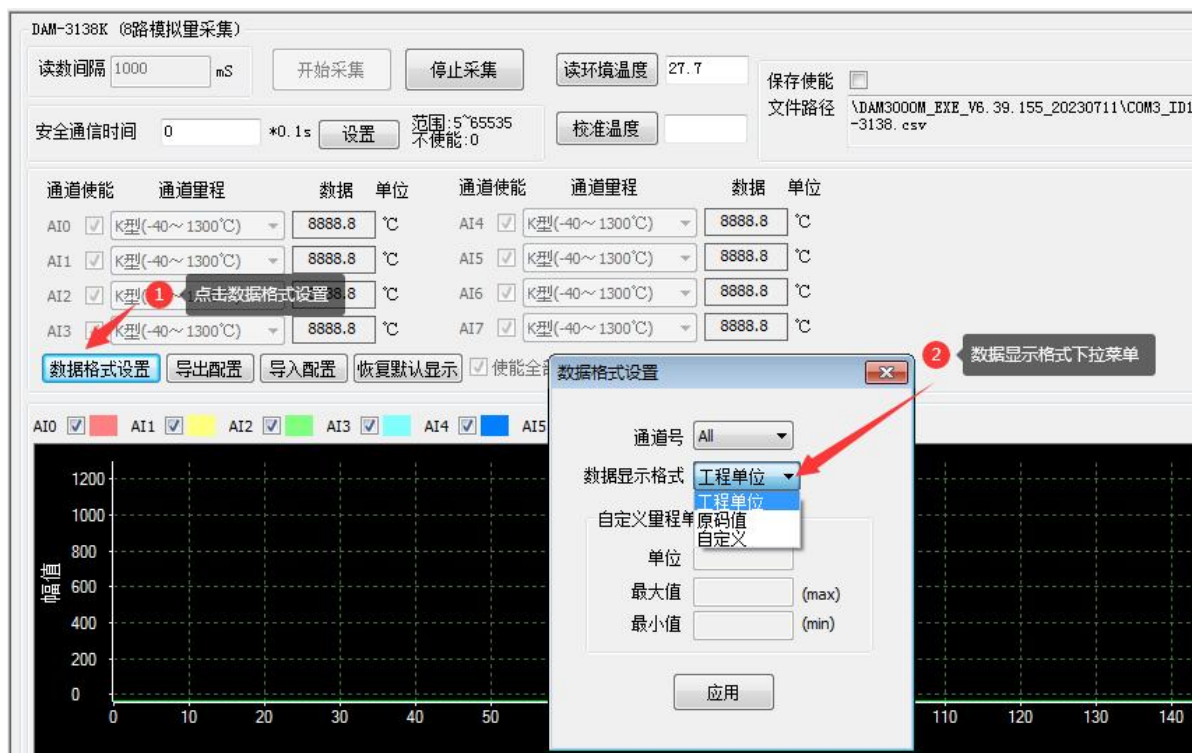 DAM-3138K (8路模拟量采集)
读数间隔 1000 mS 开始采集 停止采集 读环境温度 27.7
保存使能
文件路径 \DAM3000M_EXE_V6.39.155_20230711\COM3_ID1
-3138.csv
安全通信时间 0 *0.1s 设置 范围:5~65535
不使能:0
校准温度
通道使能 通道量程 数据 单位 通道使能 通道量程 数据 单位
AI0 K型(-40～1300℃) 8888.8 ℃ AI4 K型(-40～1300℃) 8888.8 ℃
AI1 K型(-40～1300℃) 8888.8 ℃ AI5 K型(-40～1300℃) 8888.8 ℃
AI2 K型 1 点击数据格式设置 38.8 ℃ AI6 K型(-40～1300℃) 8888.8 ℃
AI3 K型(-40～1300℃) 8888.8 ℃ AI7 K型(-40～1300℃) 8888.8 ℃
数据格式设置 导出配置 导入配置 恢复默认显示 使能全
2 数据显示格式下拉菜单
数据格式设置
通道号 All
数据显示格式 工程单位
工程单位
原码值
自定义
自定义量程单
单位
最大值 (max)
最小值 (min)
应用
AI0 AI1 AI2 AI3 AI4 AI5
幅值
1200
1000
800
600
400
200
0
0 10 20 30 40 50 110 120 130 140